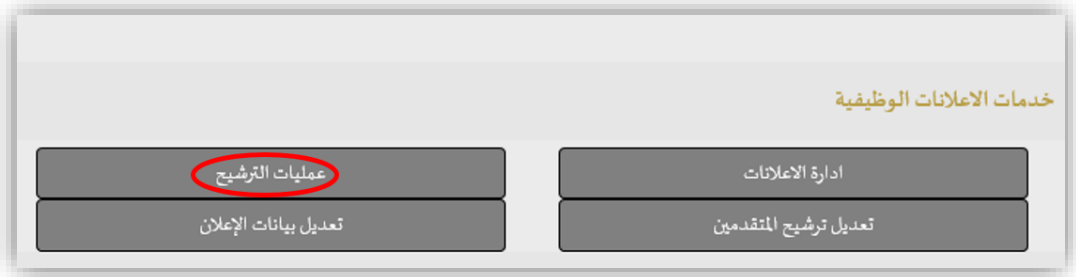 خدمات الاعلانات الوظيفية
ادارة الاعلانات
عمليات الترشيح
تعديل ترشيح المتقدمين
تعديل بيانات الإعلان